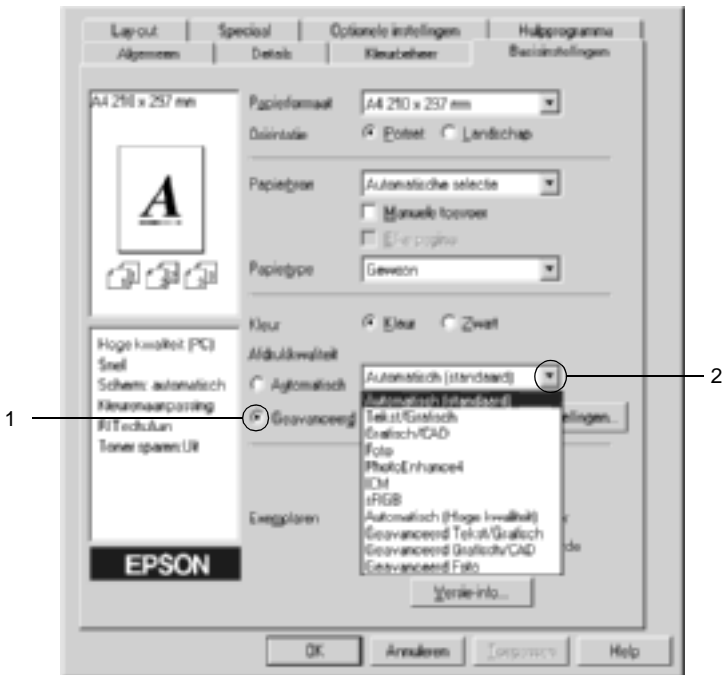 Lay-out Speciaal Optionele instellingen Hulpprogramma
Algemeen Details Kleurbeheer Basisinstellingen
A4 210 x 297 mm
Papierformaat A4 210 x 297 mm
Oriëntatie Portret Landschap
A
Papierbron Automatische selectie
Manuele toevoer
Papiertype Gewoon
Kleur Kleur Zwart
Hoge kwaliteit (PC)
Snel
Scherm: automatisch
Kleurenaanpassing
RITech:Aan
Toner sparen:Uit
Afdrukkwaliteit
Automatisch Automatisch (standaard) 2
1 Geavanceerd
Automatisch (standaard)
Tekst/Grafisch
Grafisch/CAD
Foto
PhotoEnhance4
ICM
sRGB
Automatisch (Hoge kwaliteit)
Geavanceerd Tekst/Grafisch
Geavanceerd Grafisch/CAD
Geavanceerd Foto
ellingen...
Exemplaren
de
EPSON
Versie-info...
OK Annuleren Toepassen Help